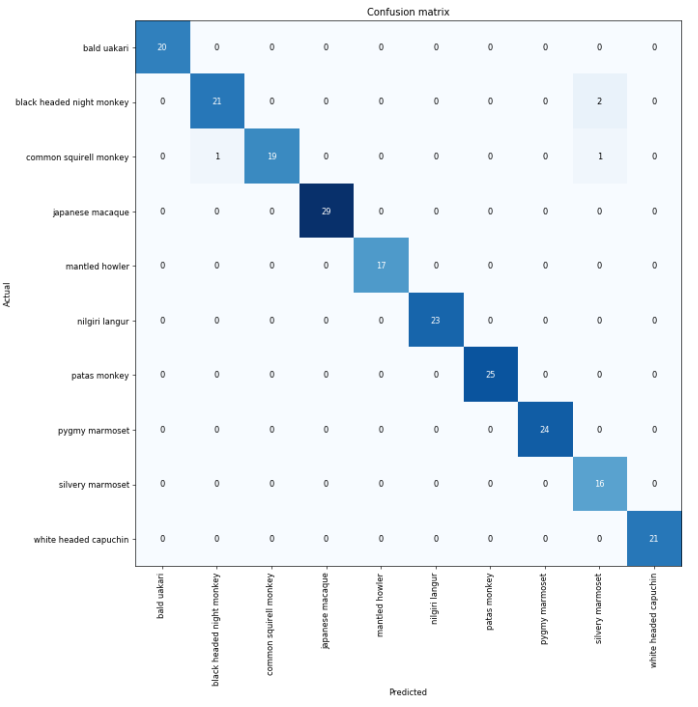 Confusion matrix
bald uakari 20 0 0 0 0 0 0 0 0 0
black headed night monkey 0 21 0 0 0 0 0 0 2 0
common squirell monkey 0 1 19 0 0 0 0 0 1 0
japanese macaque 0 0 0 29 0 0 0 0 0 0
mantled howler 0 0 0 0 17 0 0 0 0 0
nilgiri langur 0 0 0 0 0 23 0 0 0 0
patas monkey 0 0 0 0 0 0 25 0 0 0
pygmy marmoset 0 0 0 0 0 0 0 24 0 0
silvery marmoset 0 0 0 0 0 0 0 0 16 0
white headed capuchin 0 0 0 0 0 0 0 0 0 21
Actual
bald uakari
black headed night monkey
common squirell monkey
japanese macaque
mantled howler
nilgiri langur
patas monkey
pygmy marmoset
silvery marmoset
white headed capuchin
Predicted